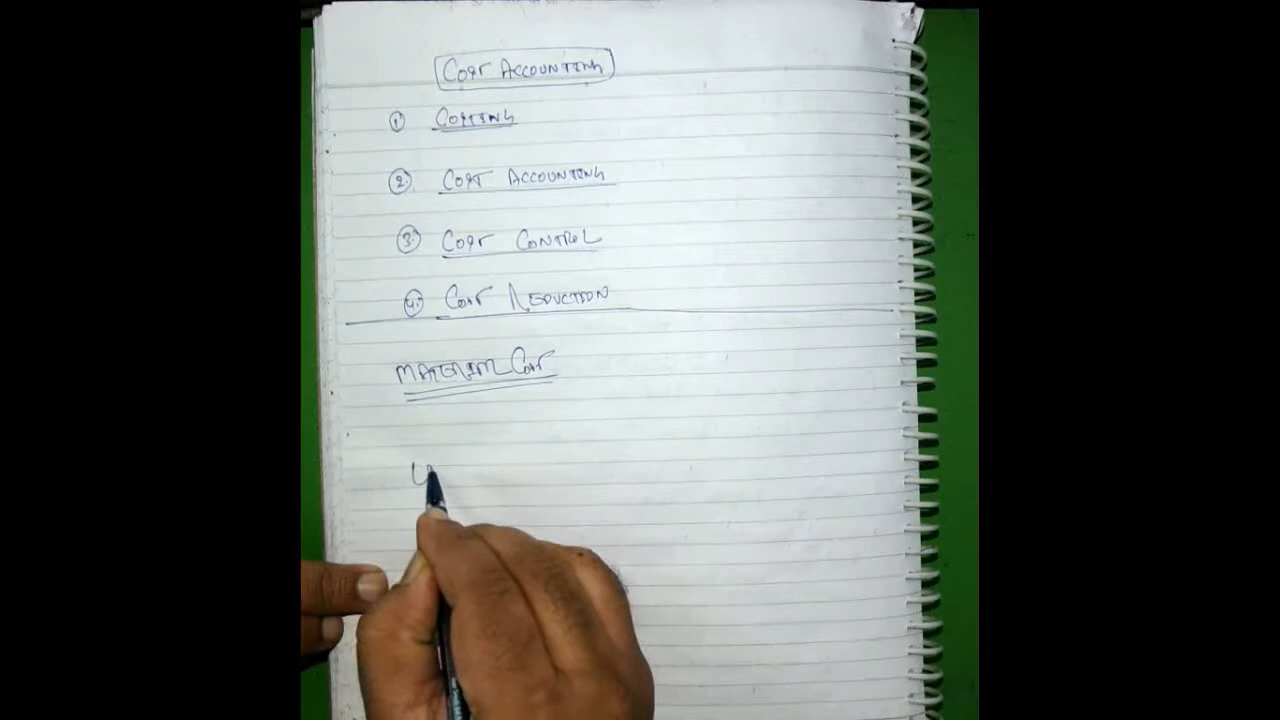 COST ACCOUNTING
1. COSTING
2. COST ACCOUNTING
3. COST CONTROL
4. COST REDUCTION
MATERIAL COST